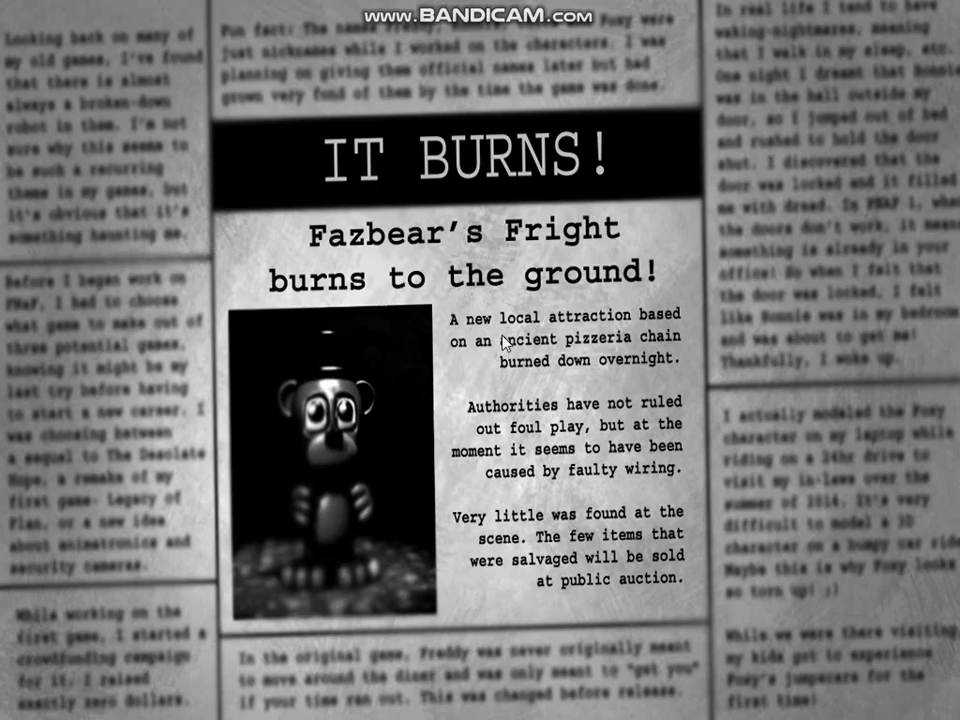 www.BANDICAM.com
Looking back on many of
my old games, I've found
that there is almost
always a broken-down
robot in them. I'm not
sure why this seems to
be such a recurring
theme in my games, but
it's obvious that it's
something haunting me.
Before I began work on
FNaF, I had to choose
what game to make out of
three potential games,
knowing it might be my
last try before having
to start a new career. I
was choosing between
a sequel to The Desolate
Hope, a remake of my
first game- Legacy of
Flan, or a new idea
about animatronics and
security cameras.
While working on the
first game, I started a
crowdfunding campaign
for it. I raised
exactly zero dollars.
Fun fact: The names Freddy, Foxy were
just nicknames while I worked on the characters. I was
planning on giving them official names later but had
grown very fond of them by the time the game was done.
IT BURNS!
Fazbear's Fright
burns to the ground!
A new local attraction based
on an ancient pizzeria chain
burned down overnight.
Authorities have not ruled
out foul play, but at the
moment it seems to have been
caused by faulty wiring.
Very little was found at the
scene. The few items that
were salvaged will be sold
at public auction.
In the original game, Freddy was never originally meant
to move around the diner and was only meant to "get you"
if your time ran out. This was changed before release.
In real life I tend to have
waking-nightmares, meaning
that I walk in my sleep, etc.
One night I dreamt that Bonnie
was in the hall outside my
door, so I jumped out of bed
and rushed to hold the door
shut. I discovered that the
door was locked and it filled
me with dread. In FNAF 1, when
the doors don't work, it means
something is already in your
office! So when I felt that
the door was locked, I felt
like Bonnie was in my bedroom
and was about to get me!
Thankfully, I woke up.
I actually modeled the Foxy
character on my laptop while
riding on a 24hr drive to
visit my in-laws over the
summer of 2014. It's very
difficult to model a 3D
character on a bumpy car ride
Maybe this is why Foxy looks
so torn up! ;)
While we were there visiting,
my kids got to experience
Foxy's jumpscare for the
first time!